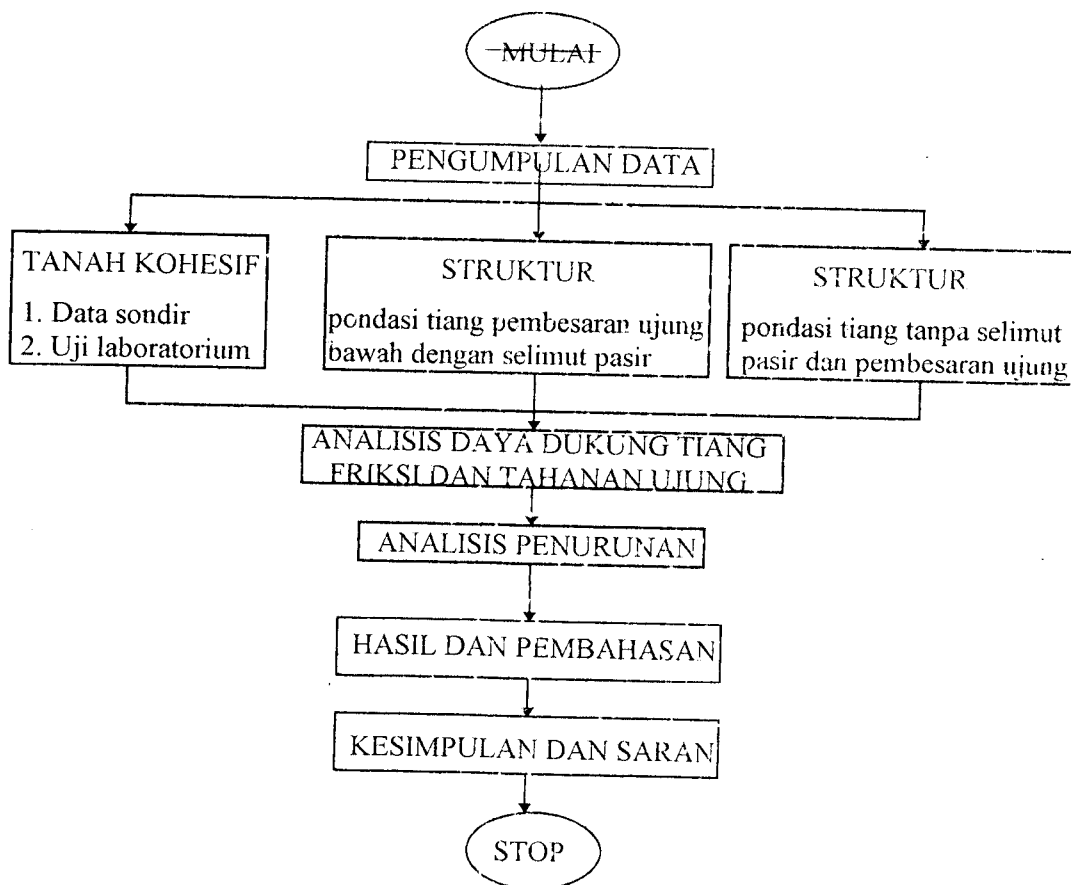 MULAI
PENGUMPULAN DATA
TANAH KOHESIF
1. Data sondir
2. Uji laboratorium
STRUKTUR
pondasi tiang pembesaran ujung
bawah dengan selimut pasir
STRUKTUR
pondasi tiang tanpa selimut
pasir dan pembesaran ujung
ANALISIS DAYA DUKUNG TIANG
FRIKSI DAN TAHANAN UJUNG
ANALISIS PENURUNAN
HASIL DAN PEMBAHASAN
KESIMPULAN DAN SARAN
STOP